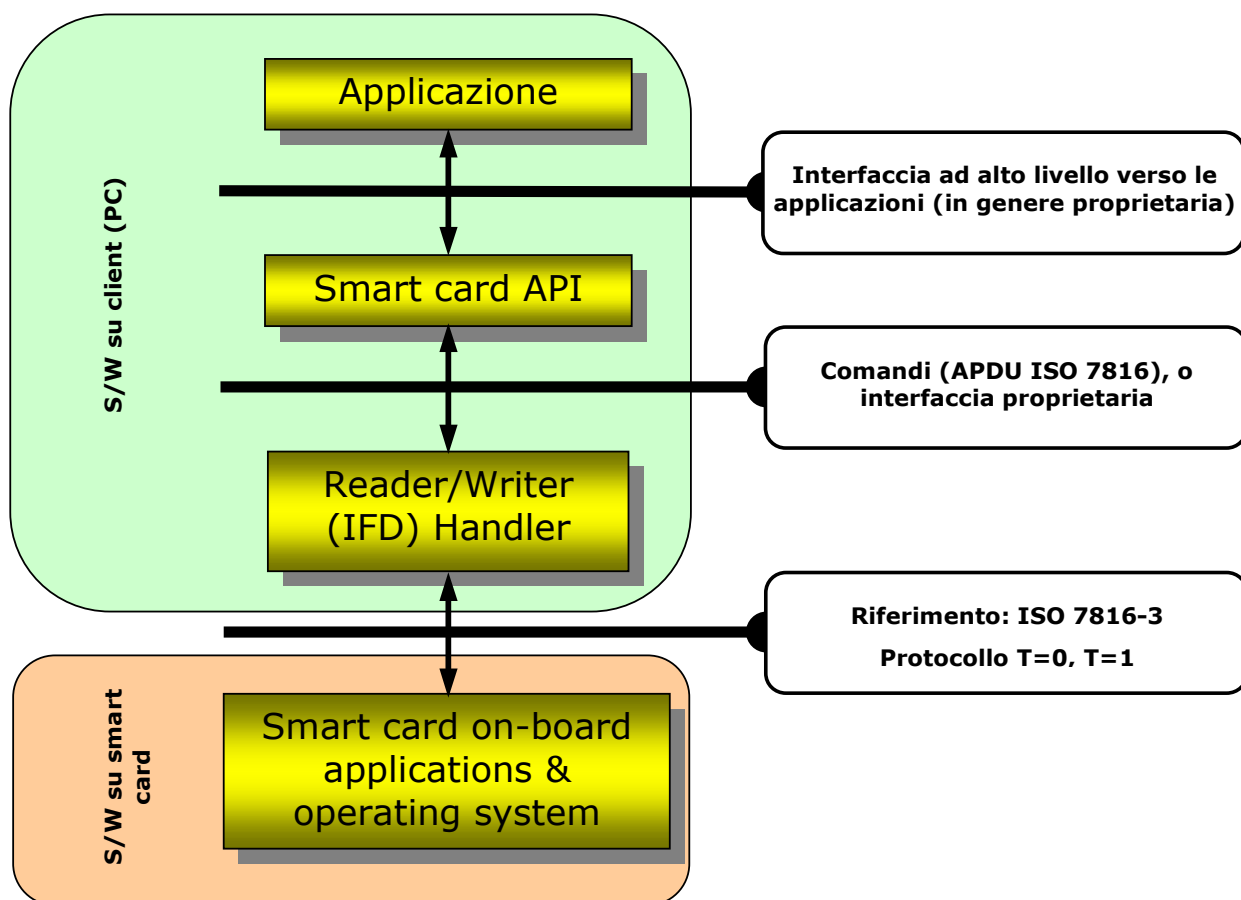 Applicazione
Interfaccia ad alto livello verso le
applicazioni (in genere proprietaria)
S/W su client (PC)
Smart card API
Comandi (APDU ISO 7816), o
interfaccia proprietaria
Reader/Writer
(IFD) Handler
Riferimento: ISO 7816-3
Protocollo T=0, T=1
S/W su smart
card
Smart card on-board
applications &
operating system